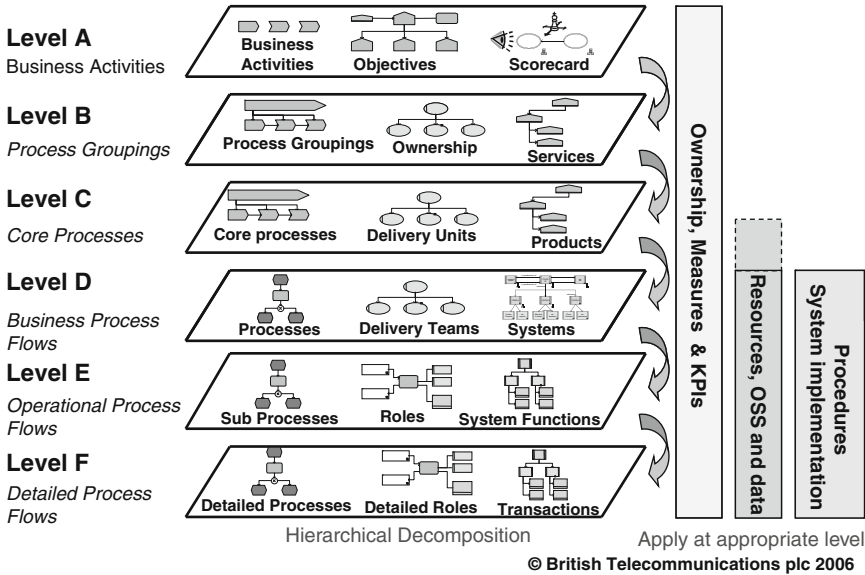 Level A
Business Activities
Business
Activities
Objectives
Scorecard
Level B
Process Groupings
Process Groupings
Ownership
Services
Level C
Core Processes
Core processes
Delivery Units
Products
Level D
Business Process
Flows
Processes
Delivery Teams
Systems
Level E
Operational Process
Flows
Sub Processes
Roles
System Functions
Level F
Detailed Process
Flows
Detailed Processes
Detailed Roles
Transactions
Ownership, Measures & KPIs
Resources, OSS and data
Procedures
System implementation
Hierarchical Decomposition
Apply at appropriate level
© British Telecommunications plc 2006